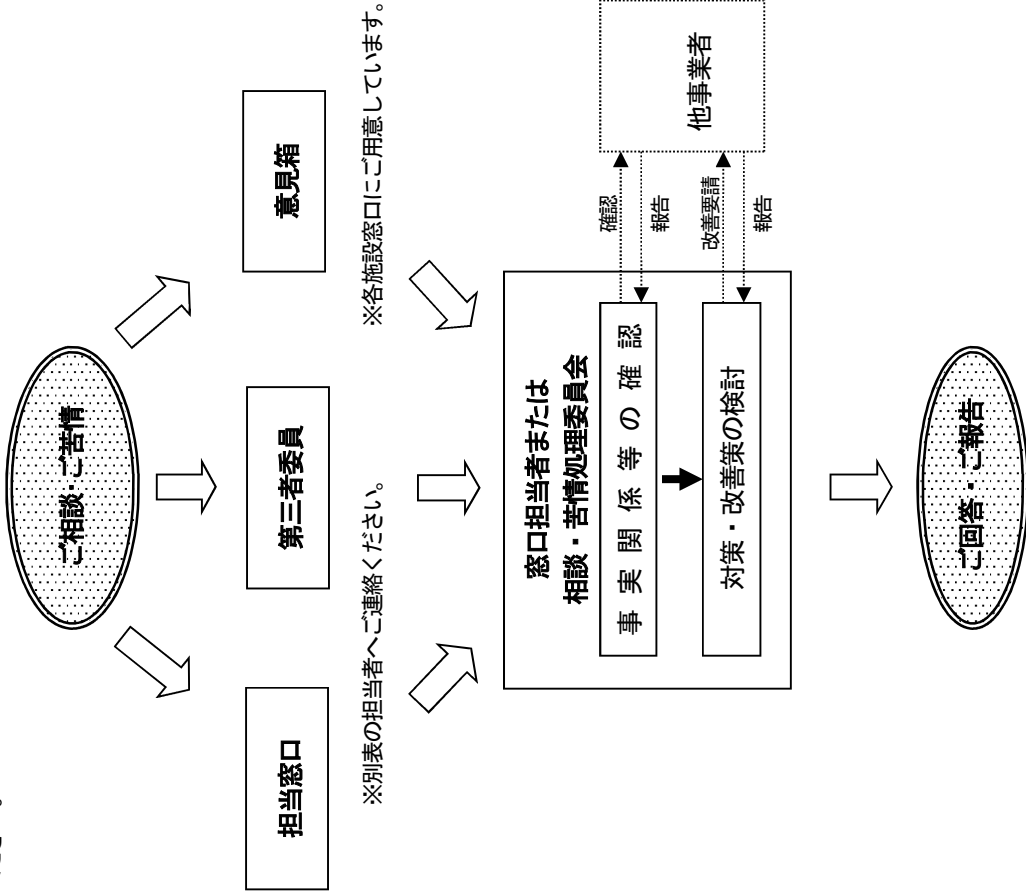 ご相談・ご苦情
担当窓口
第三者委員
意見箱
※別表の担当者へご連絡ください。
※各施設窓口にご用意しています。
窓口担当者または
相談・苦情処理委員会
事実関係等の確認
対策・改善策の検討
確認
報告
改善要請
報告
他事業者
ご回答・ご報告